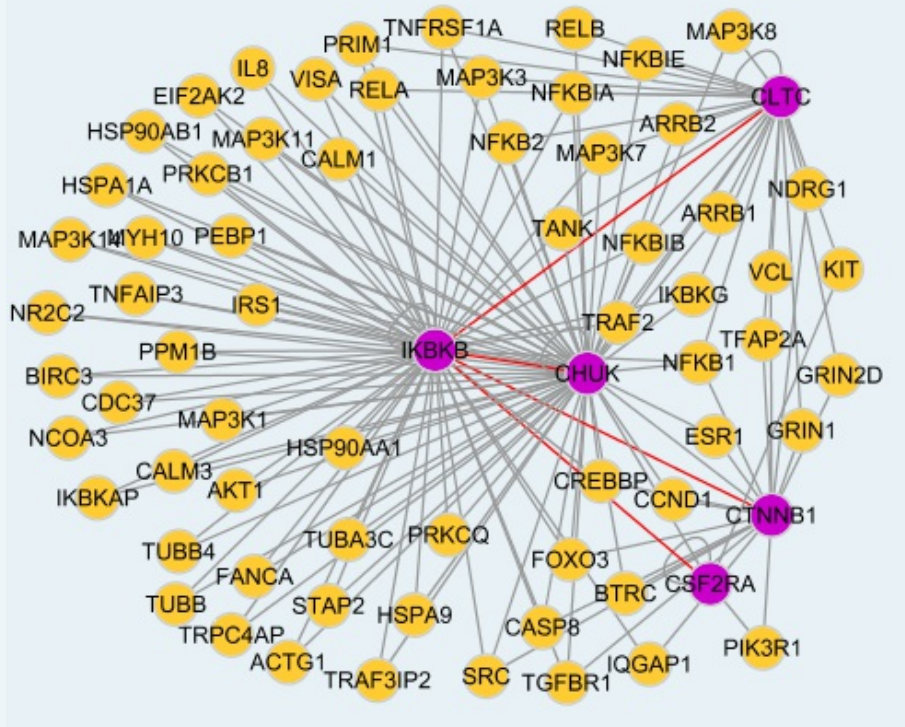 TNFRSF1A
RELB
MAP3K8
PRIM1
NFKBIE
IL8
VISA
RELA
MAP3K3
NFKBIA
CLTC
EIF2AK2
HSP90AB1
MAP3K11
ARRB2
NFKB2
MAP3K7
CALM1
HSPA1A
PRKCB1
NDRG1
ARRB1
MAP3K14
MYH10
PEBP1
TANK
NFKBIB
VCL
KIT
TNFAIP3
IRS1
IKBKG
NR2C2
TRAF2
TFAP2A
PPM1B
IKBKB
NFKB1
BIRC3
CHUK
GRIN2D
CDC37
MAP3K1
NCOA3
HSP90AA1
ESR1
GRIN1
CALM3
AKT1
CREBBP
CCND1
IKBKAP
CTNNB1
TUBB4
TUBA3C
PRKCQ
FOXO3
FANCA
CSF2RA
BTRC
TUBB
STAP2
HSPA9
CASP8
TRPC4AP
PIK3R1
ACTG1
IQGAP1
TRAF3IP2
SRC
TGFBR1